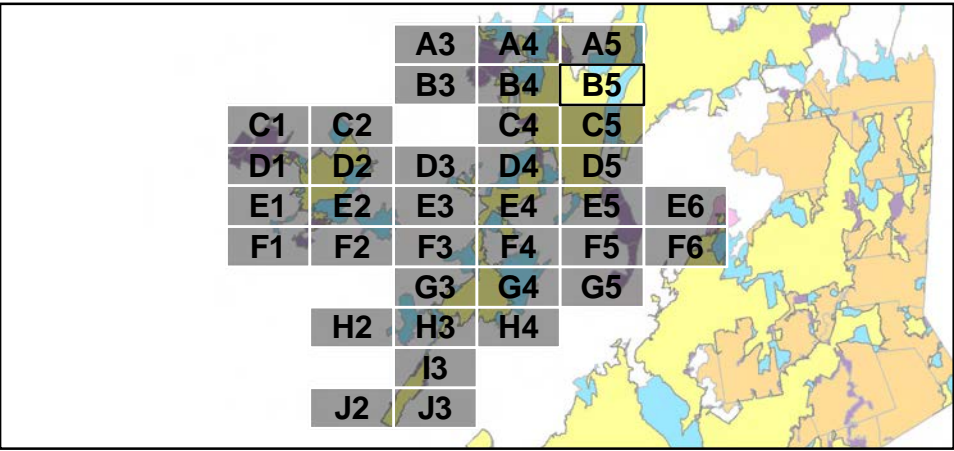 A3 A4 A5
B3 B4 B5
C1 C2 C4 C5
D1 D2 D3 D4 D5
E1 E2 E3 E4 E5 E6
F1 F2 F3 F4 F5 F6
G3 G4 G5
H2 H3 H4
I3
J2 J3